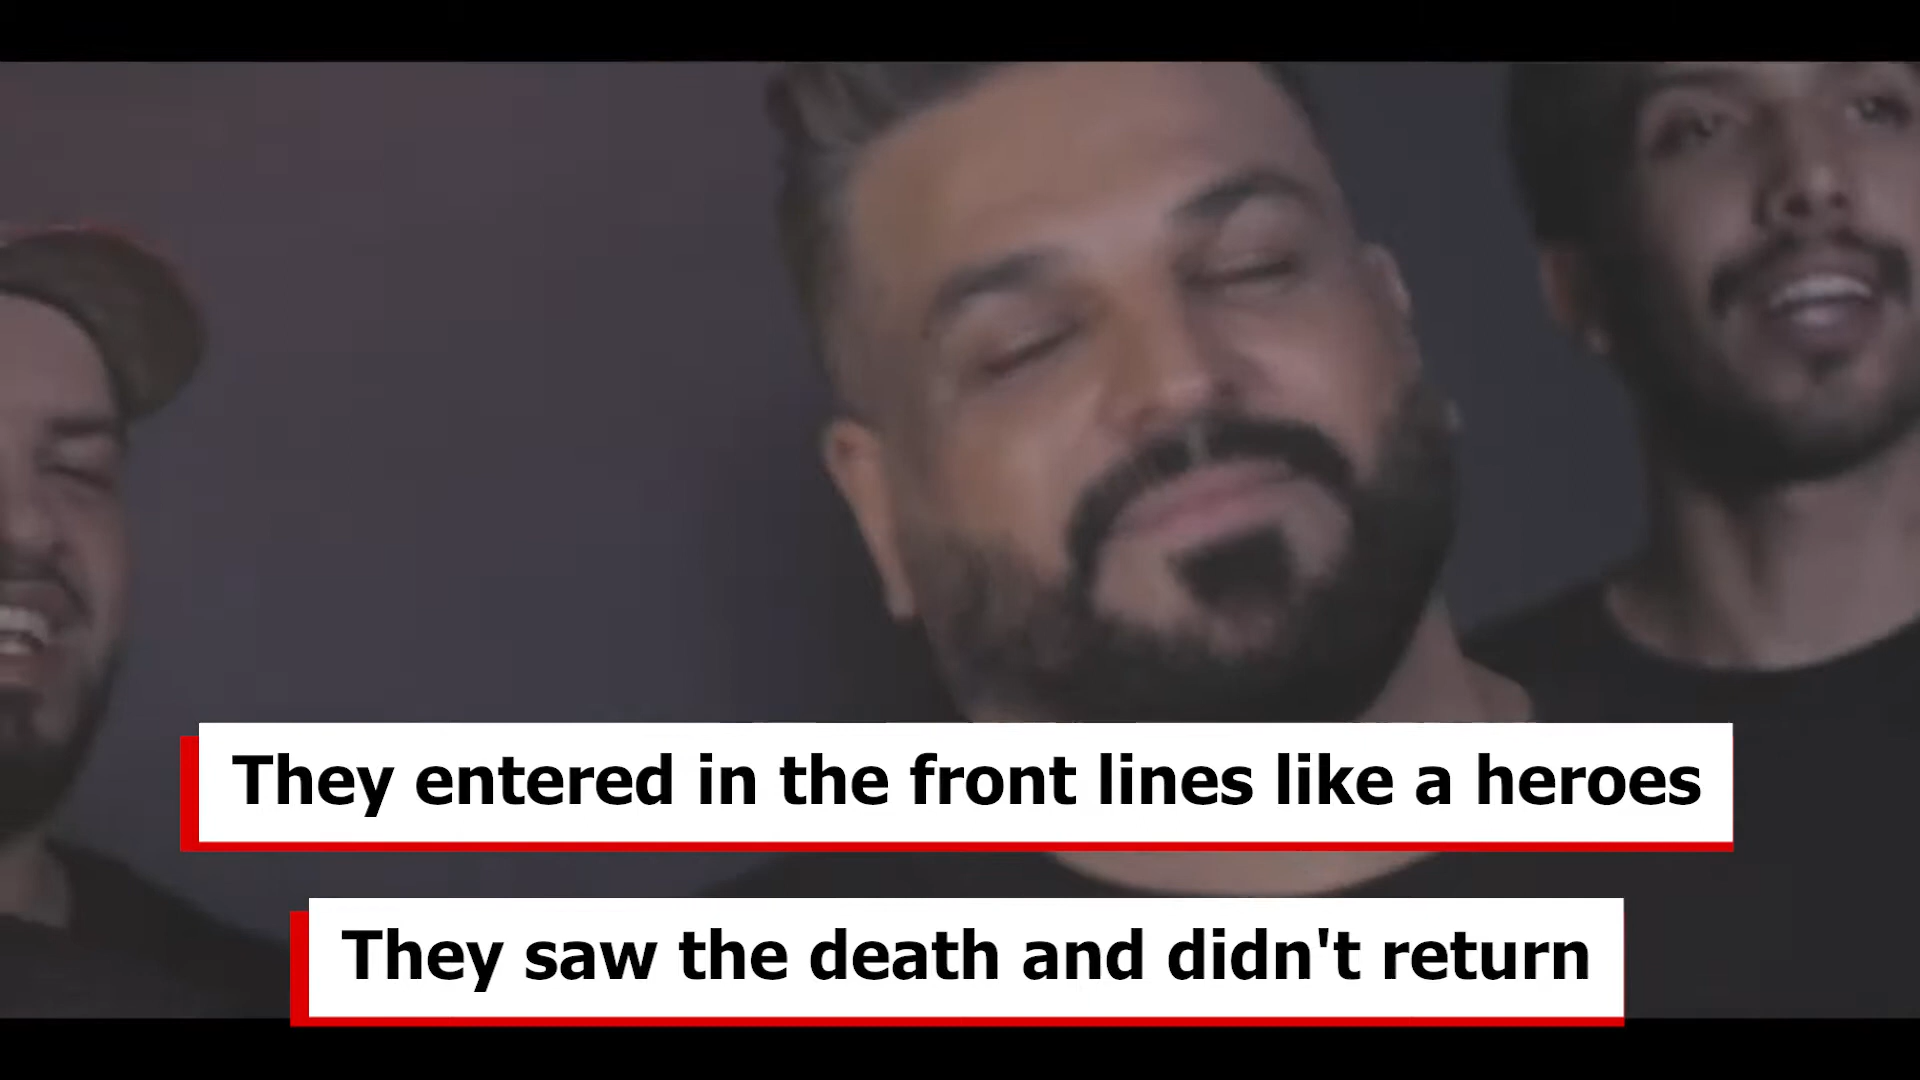 They entered in the front lines like a heroes
They saw the death and didn't return